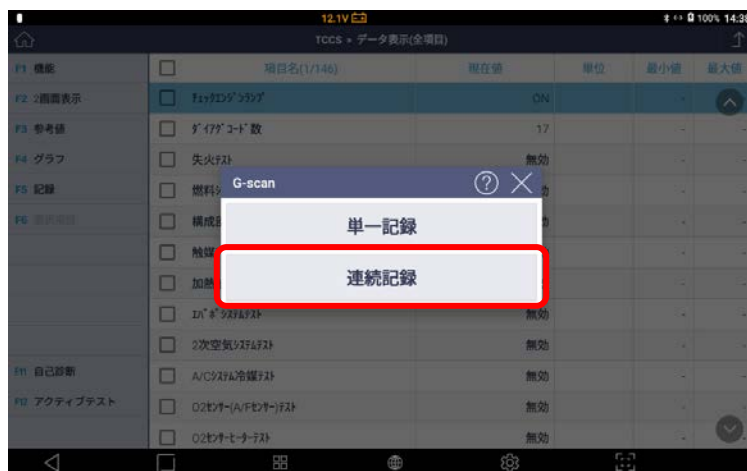 12.1V
100% 14:38
TCCS ▸ データ表示(全項目)
F1 機能
項目名(1/146)
現在値
単位
最小値
最大値
F2 2画面表示
ﾁｪｯｸｴﾝｼﾞﾝﾗﾝﾌﾟ
ON
-
F3 参考値
ﾀﾞｲｱｸﾞｺｰﾄﾞ数
17
-
-
F4 グラフ
失火ﾃｽﾄ
無効
-
-
F5 記録
燃料
G-scan
単一記録
連続記録
F6
構成
触媒
加熱
ｴﾊﾞﾎﾟｼｽﾃﾑﾃｽﾄ
無効
-
-
2次空気ｼｽﾃﾑﾃｽﾄ
無効
-
-
F11 自己診断
A/Cｼｽﾃﾑ冷媒ﾃｽﾄ
無効
-
-
F12 アクティブテスト
O2ｾﾝｻｰ(A/Fｾﾝｻｰ)ﾃｽﾄ
無効
-
-
O2ｾﾝｻｰﾋｰﾀｰﾃｽﾄ
無効
-